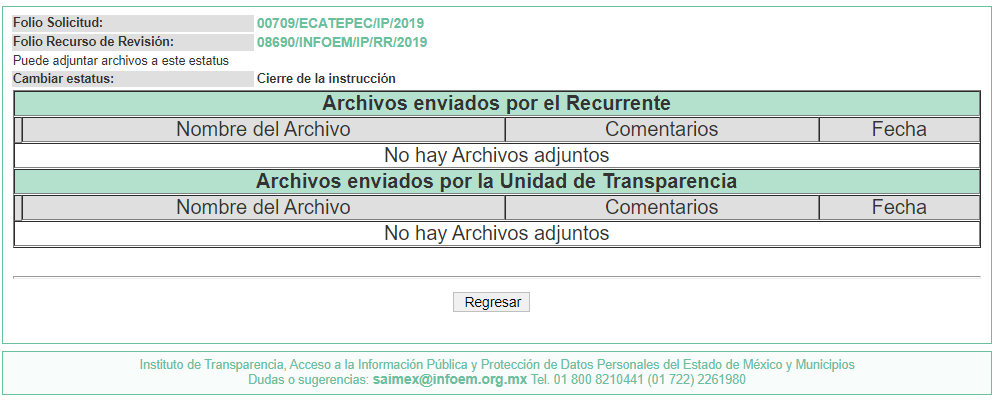 Folio Solicitud: 00709/ECATEPEC/IP/2019
Folio Recurso de Revisión: 08690/INFOEM/IP/RR/2019
Puede adjuntar archivos a este estatus
Cambiar estatus: Cierre de la instrucción
Archivos enviados por el Recurrente
Nombre del Archivo Comentarios Fecha
No hay Archivos adjuntos
Archivos enviados por la Unidad de Transparencia
Nombre del Archivo Comentarios Fecha
No hay Archivos adjuntos
Regresar
Instituto de Transparencia, Acceso a la Información Pública y Protección de Datos Personales del Estado de México y Municipios
Dudas o sugerencias: saimex@infoem.org.mx Tel. 01 800 8210441 (01 722) 2261980